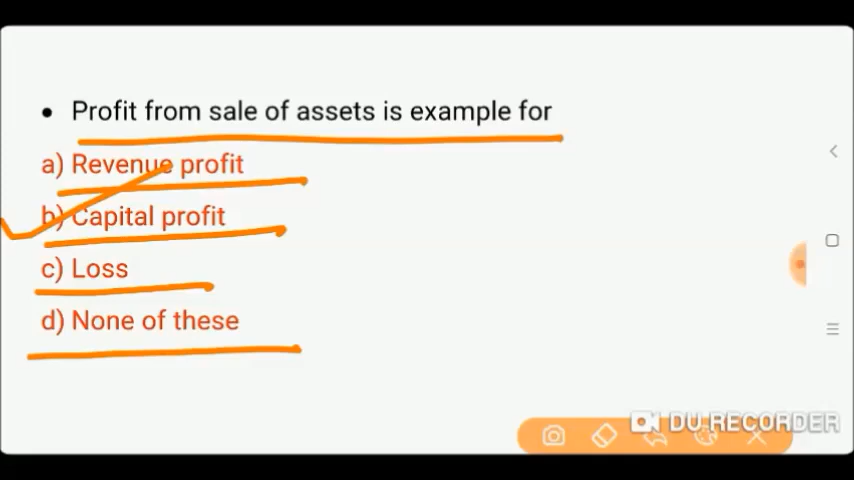 • Profit from sale of assets is example for
a) Revenue profit
b) Capital profit
c) Loss
d) None of these
DU RECORDER